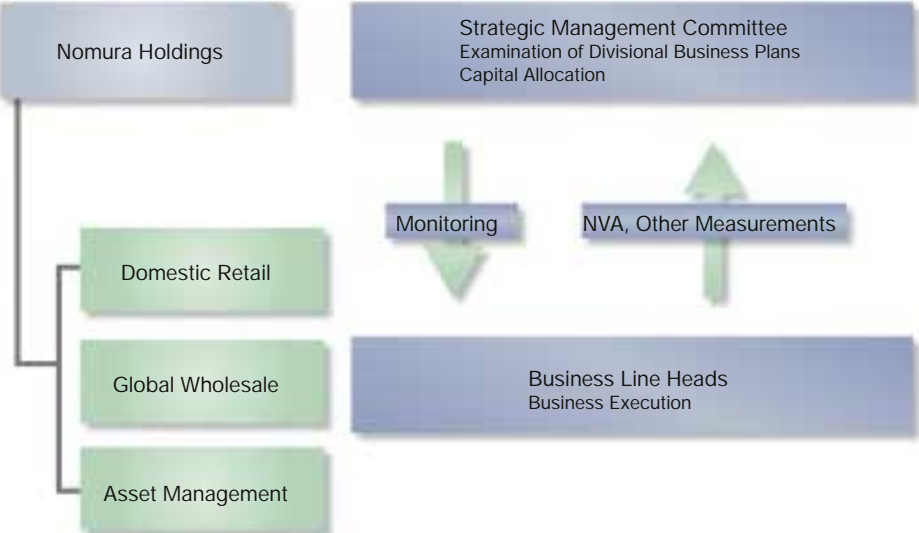 Nomura Holdings
Strategic Management Committee
Examination of Divisional Business Plans
Capital Allocation
Monitoring
NVA, Other Measurements
Domestic Retail
Global Wholesale
Business Line Heads
Business Execution
Asset Management